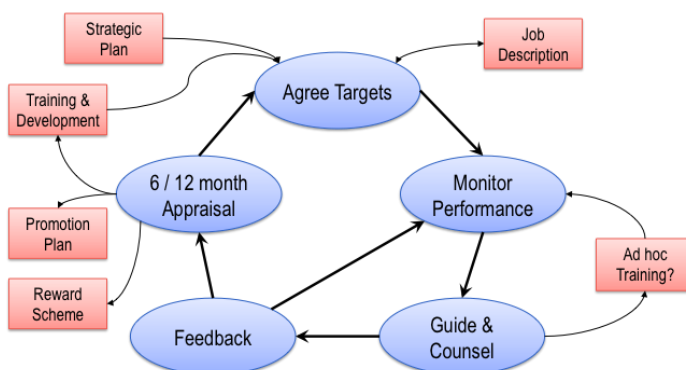 Strategic
Plan
Job
Description
Agree Targets
Training &
Development
6 / 12 month
Appraisal
Monitor
Performance
Promotion
Plan
Ad hoc
Training?
Reward
Scheme
Feedback
Guide &
Counsel